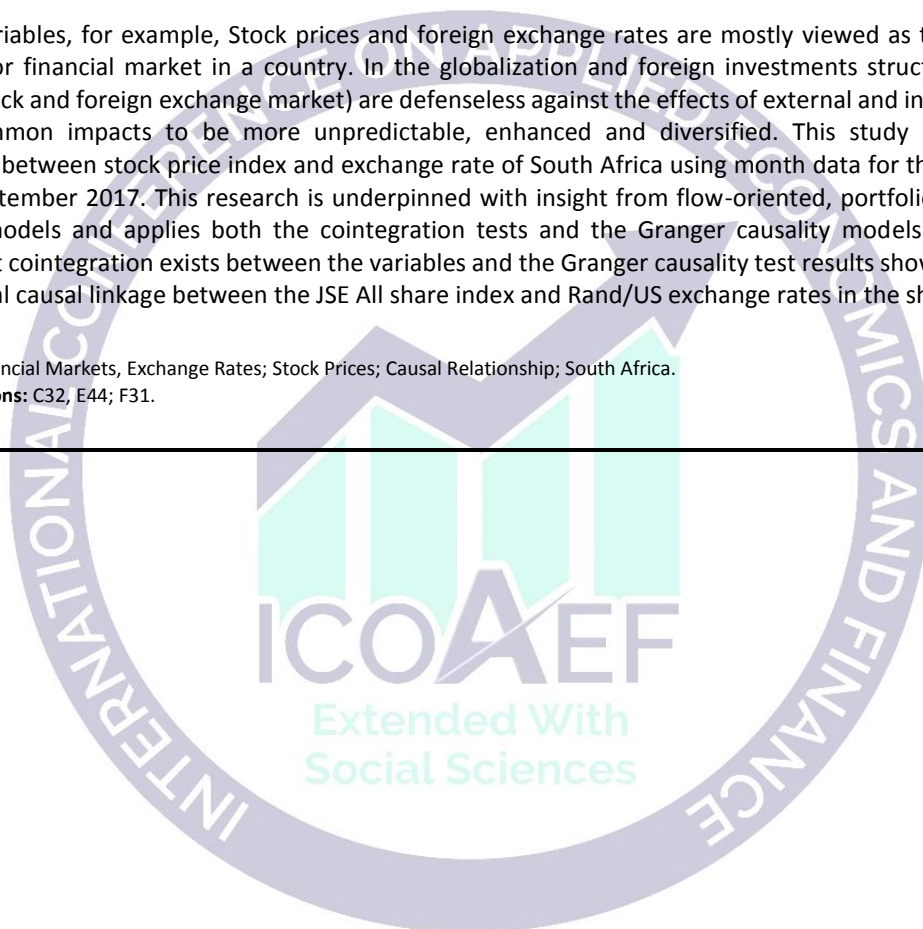 riables, for example, Stock prices and foreign exchange rates are mostly viewed as t
or financial market in a country. In the globalization and foreign investments struct
ck and foreign exchange market) are defenseless against the effects of external and in
mmon impacts to be more unpredictable, enhanced and diversified. This study
between stock price index and exchange rate of South Africa using month data for th
tember 2017. This research is underpinned with insight from flow-oriented, portfolio
odels and applies both the cointegration tests and the Granger causality models
t cointegration exists between the variables and the Granger causality test results show
al causal linkage between the JSE All share index and Rand/US exchange rates in the sh
ncial Markets, Exchange Rates; Stock Prices; Causal Relationship; South Africa.
ons: C32, E44; F31.
INTERNATIONAL CONFERENCE ON APPLIED ECONOMICS AND FINANCE
ICOAEF
Extended With
Social Sciences